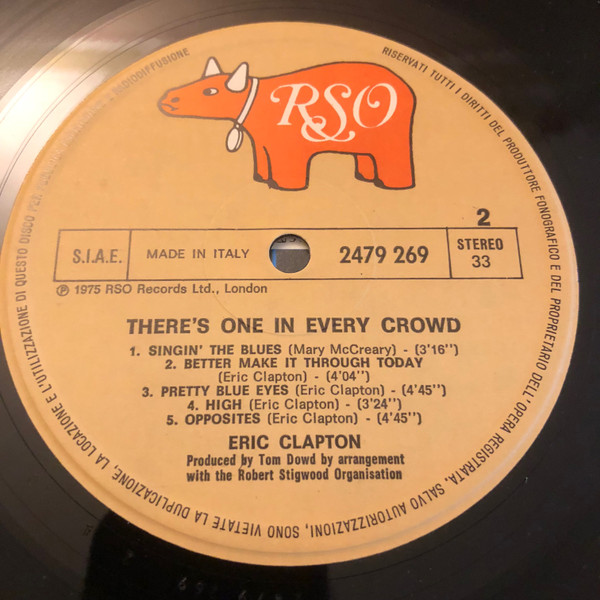 RSO
2
S.I.A.E.
MADE IN ITALY
2479 269
STEREO
33
℗ 1975 RSO Records Ltd., London
THERE'S ONE IN EVERY CROWD
1. SINGIN' THE BLUES (Mary McCreary) - (3'16'')
2. BETTER MAKE IT THROUGH TODAY
(Eric Clapton) - (4'04'')
3. PRETTY BLUE EYES (Eric Clapton) - (4'45'')
4. HIGH (Eric Clapton) - (3'24'')
5. OPPOSITES (Eric Clapton) - (4'45'')
ERIC CLAPTON
Produced by Tom Dowd by arrangement
with the Robert Stigwood Organisation
RISERVATI TUTTI I DIRITTI DEL PRODUTTORE FONOGRAFICO E DEL PROPRIETARIO DELL'OPERA REGISTRATA. SALVO AUTORIZZAZIONI, SONO VIETATE LA DUPLICAZIONE, LA LOCAZIONE E L'UTILIZZAZIONE DI QUESTO DISCO PER RADIODIFFUSIONE